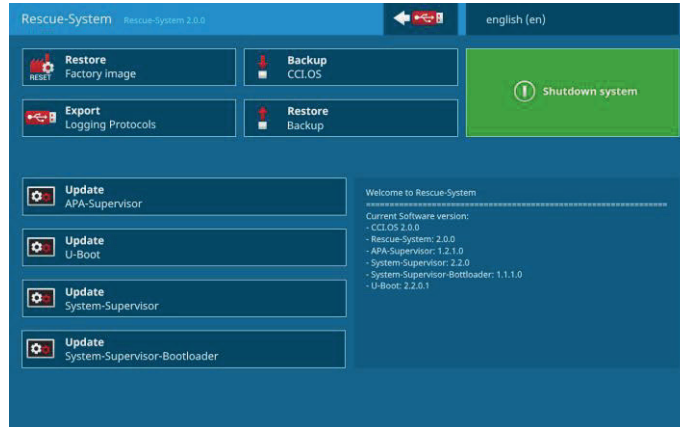 Rescue-System Rescue-System 2.0.0
english (en)
Restore
Factory image
RESET
Backup
CCI.OS
Shutdown system
Export
Logging Protocols
Restore
Backup
Update
APA-Supervisor
Update
U-Boot
Update
System-Supervisor
Update
System-Supervisor-Bootloader
Welcome to Rescue-System
==================================================================
Current Software version:
- CCI.OS 2.0.0
- Rescue-System: 2.0.0
- APA-Supervisor: 1.2.1.0
- System-Supervisor: 2.2.0
- System-Supervisor-Bottloader: 1.1.1.0
- U-Boot: 2.2.0.1